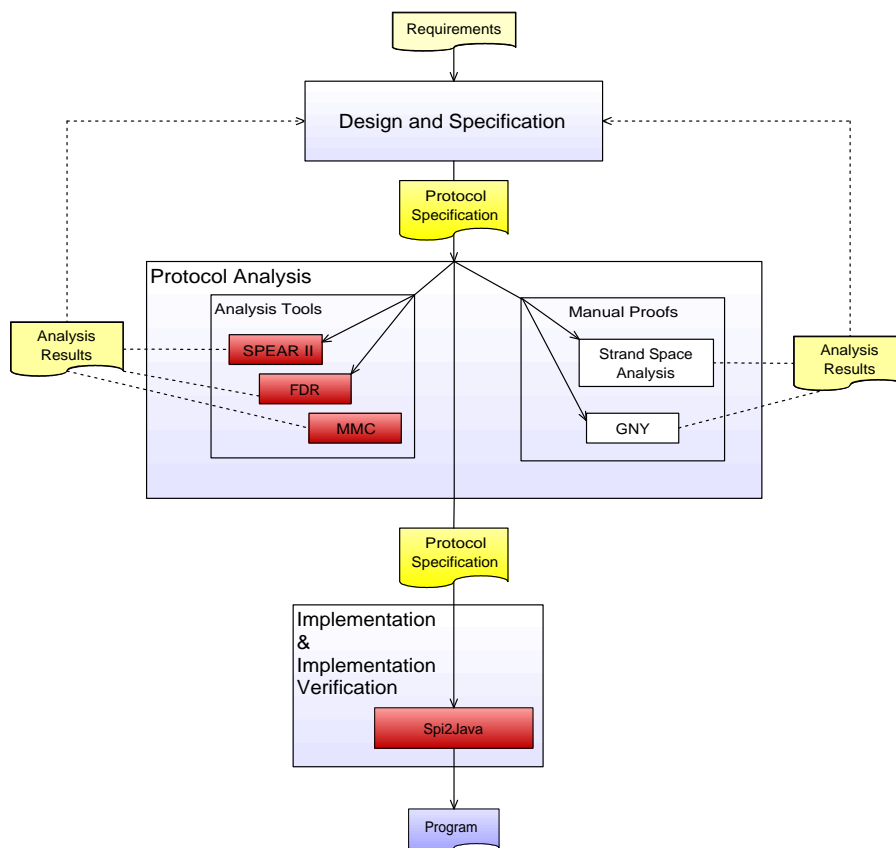 Requirements
Design and Specification
Protocol
Specification
Protocol Analysis
Analysis Tools
Manual Proofs
Analysis
Results
SPEAR II
FDR
MMC
Strand Space
Analysis
GNY
Analysis
Results
Protocol
Specification
Implementation
&
Implementation
Verification
Spi2Java
Program